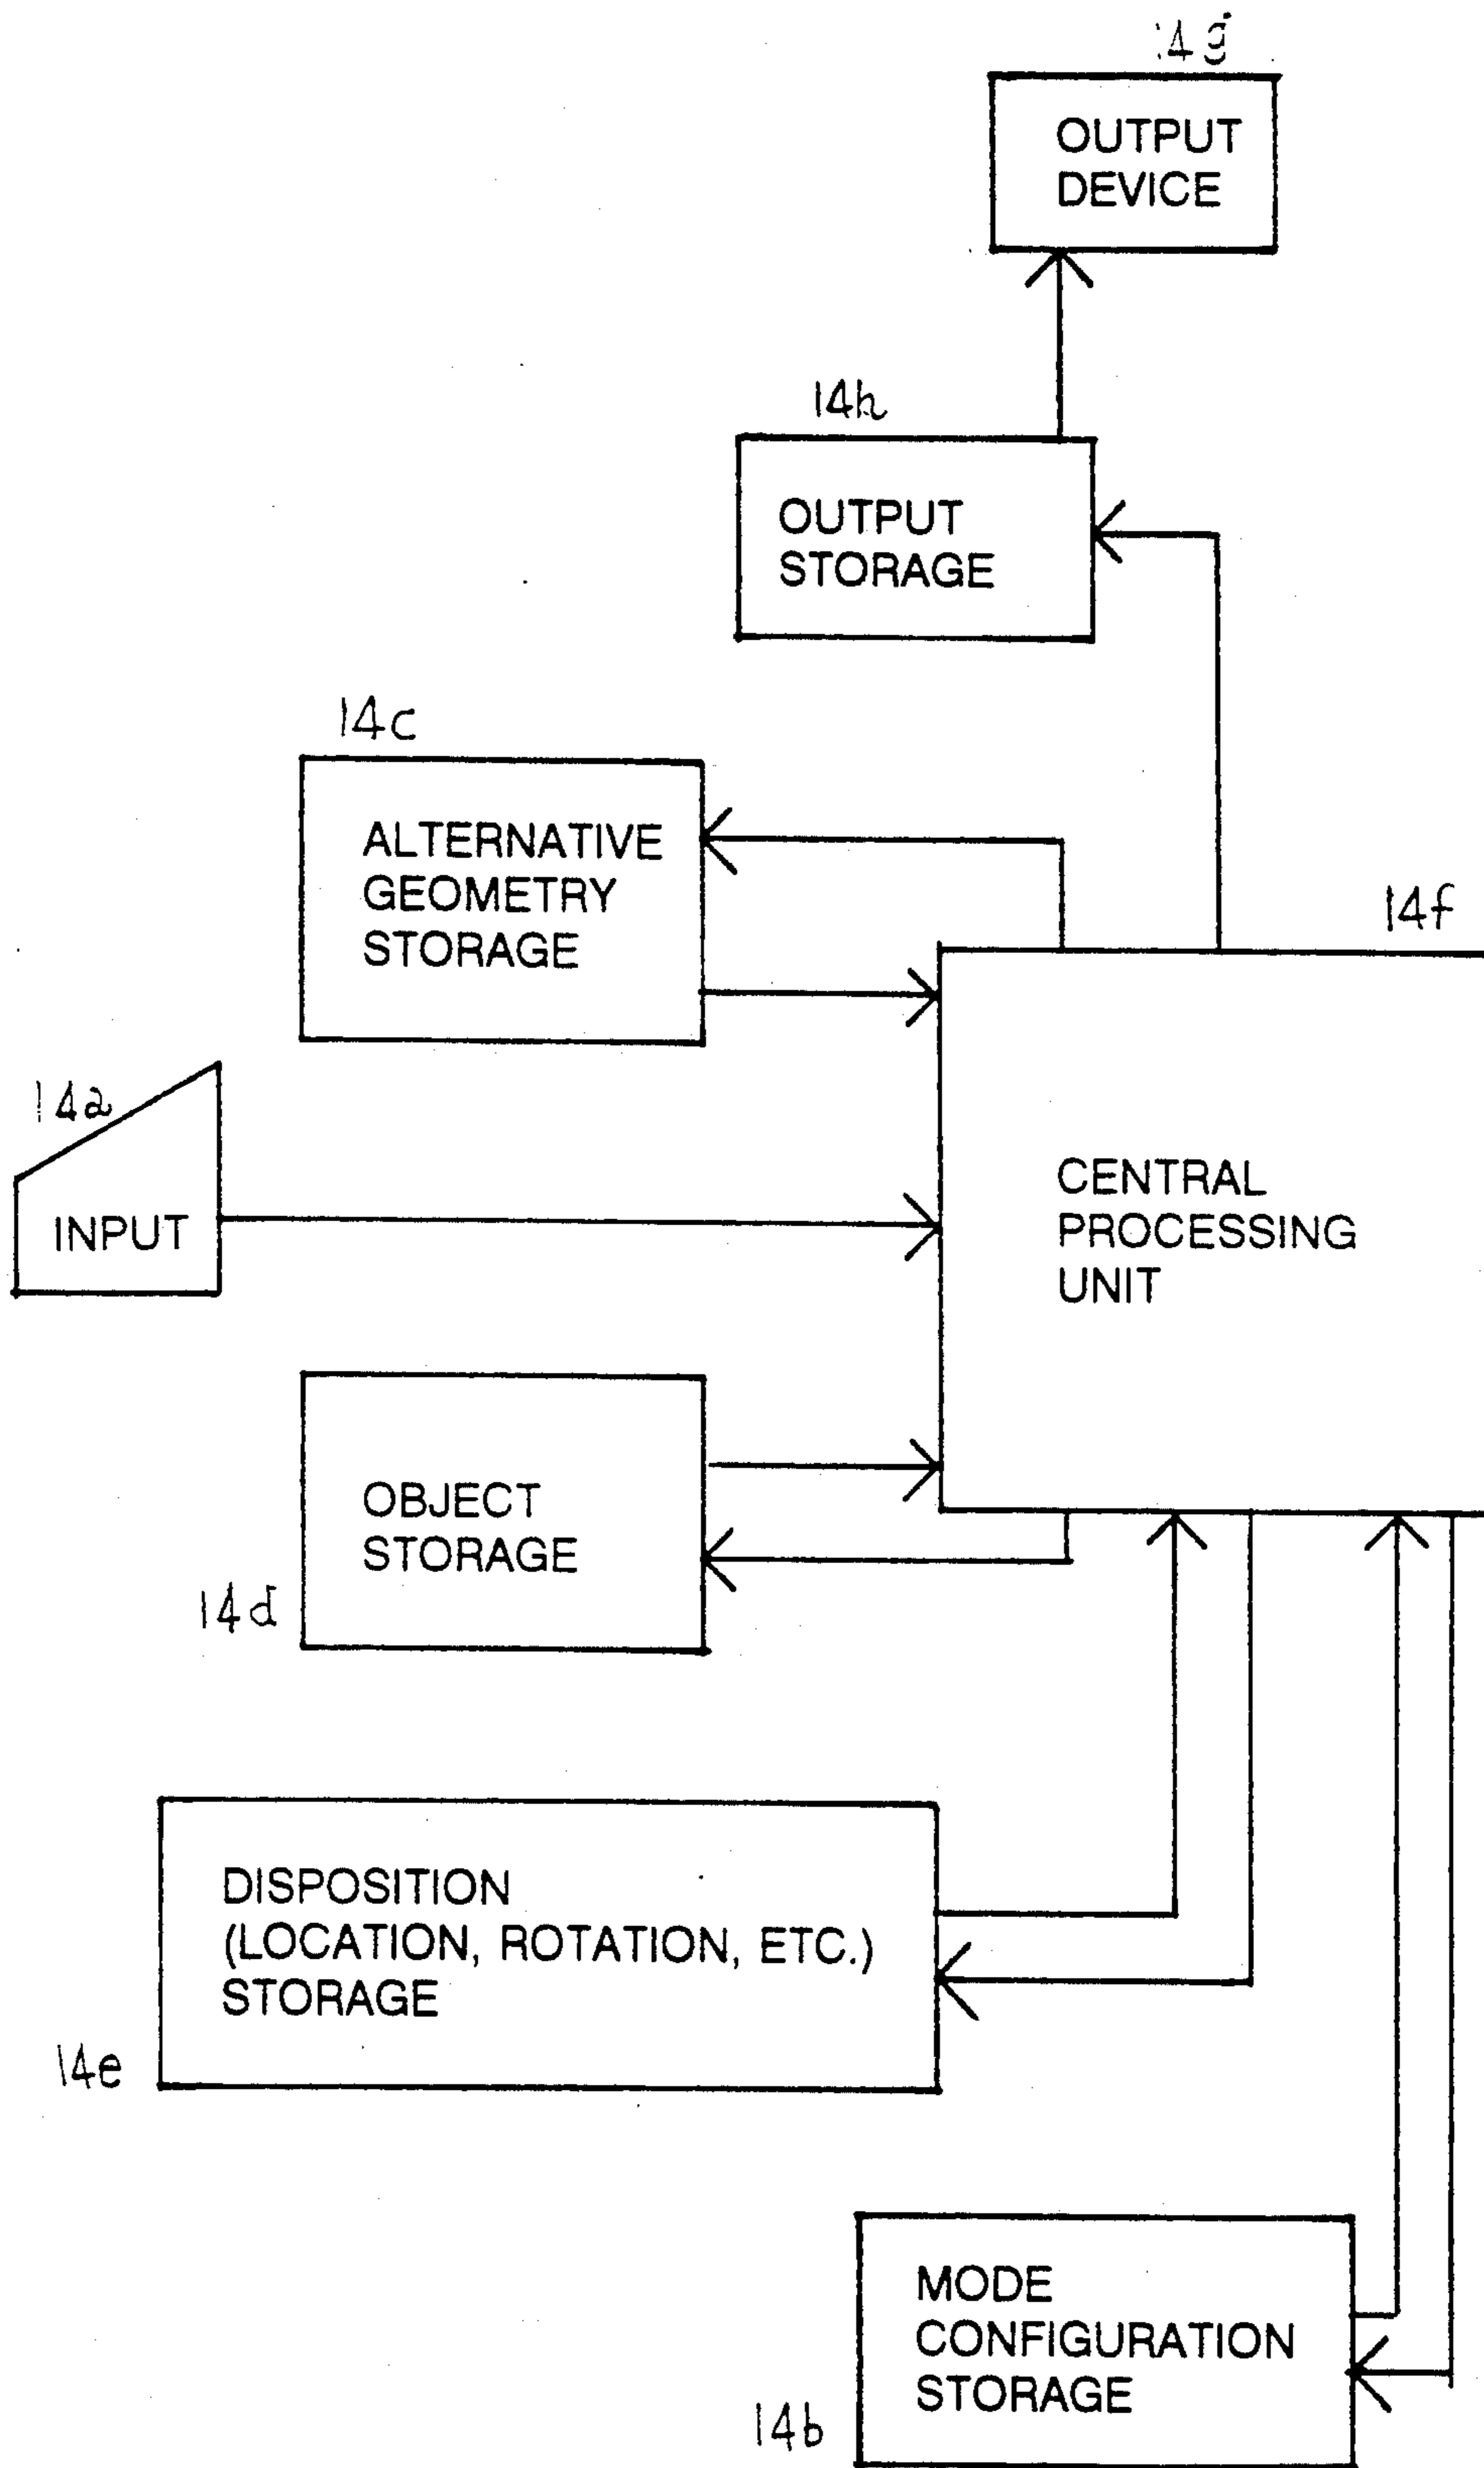 14g
OUTPUT
DEVICE
14h
OUTPUT
STORAGE
14c
ALTERNATIVE
GEOMETRY
STORAGE
14f
CENTRAL
PROCESSING
UNIT
14a
INPUT
OBJECT
STORAGE
14d
DISPOSITION
(LOCATION, ROTATION, ETC.)
STORAGE
14e
MODE
CONFIGURATION
STORAGE
14b